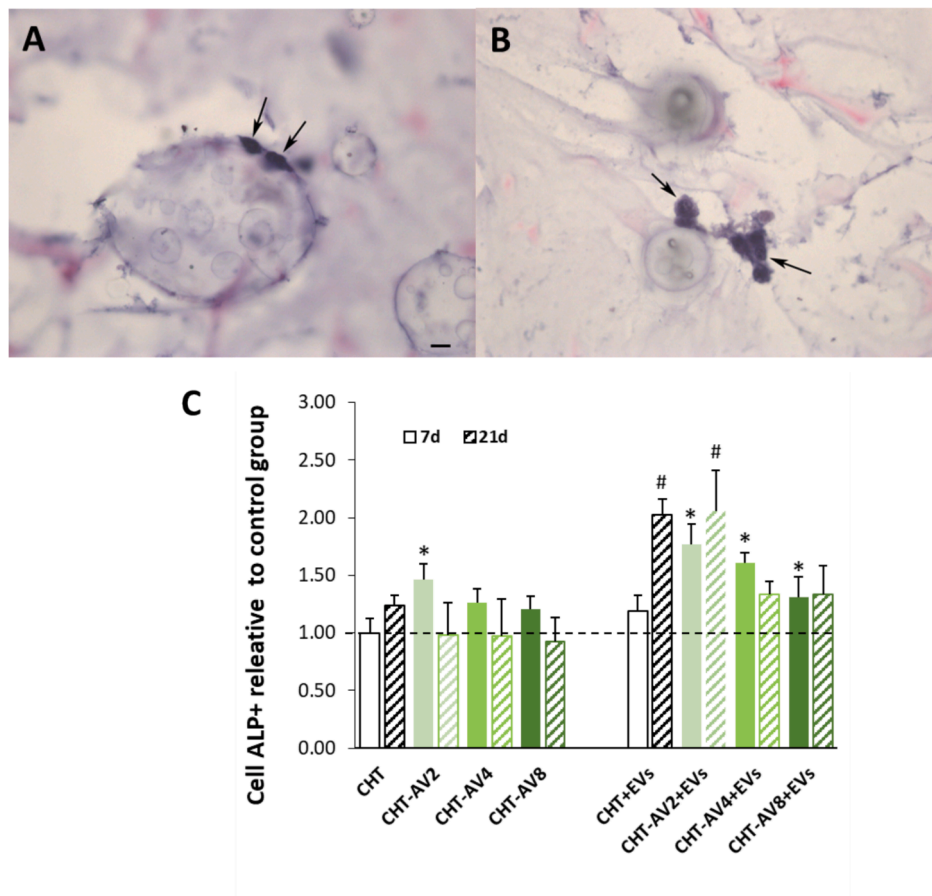 A
B
C
Cell ALP+ releative to control group
3.00
2.50
2.00
1.50
1.00
0.50
0.00
7d 21d
*
#
*
#
*
*
CHT
CHT-AV2
CHT-AV4
CHT-AV8
CHT+EVs
CHT-AV2+EVs
CHT-AV4+EVs
CHT-AV8+EVs